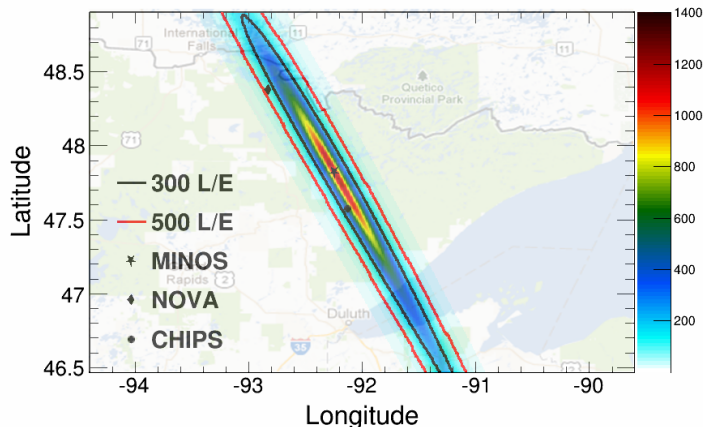 1400
1200
1000
800
600
400
200
48.5
48
47.5
47
46.5
Latitude
-94
-93
-92
-91
-90
Longitude
International
Falls
71
11
11
Quetico
Provincial Park
71
300 L/E
500 L/E
MINOS
NOVA
CHIPS
Rapids
2
Duluth
35